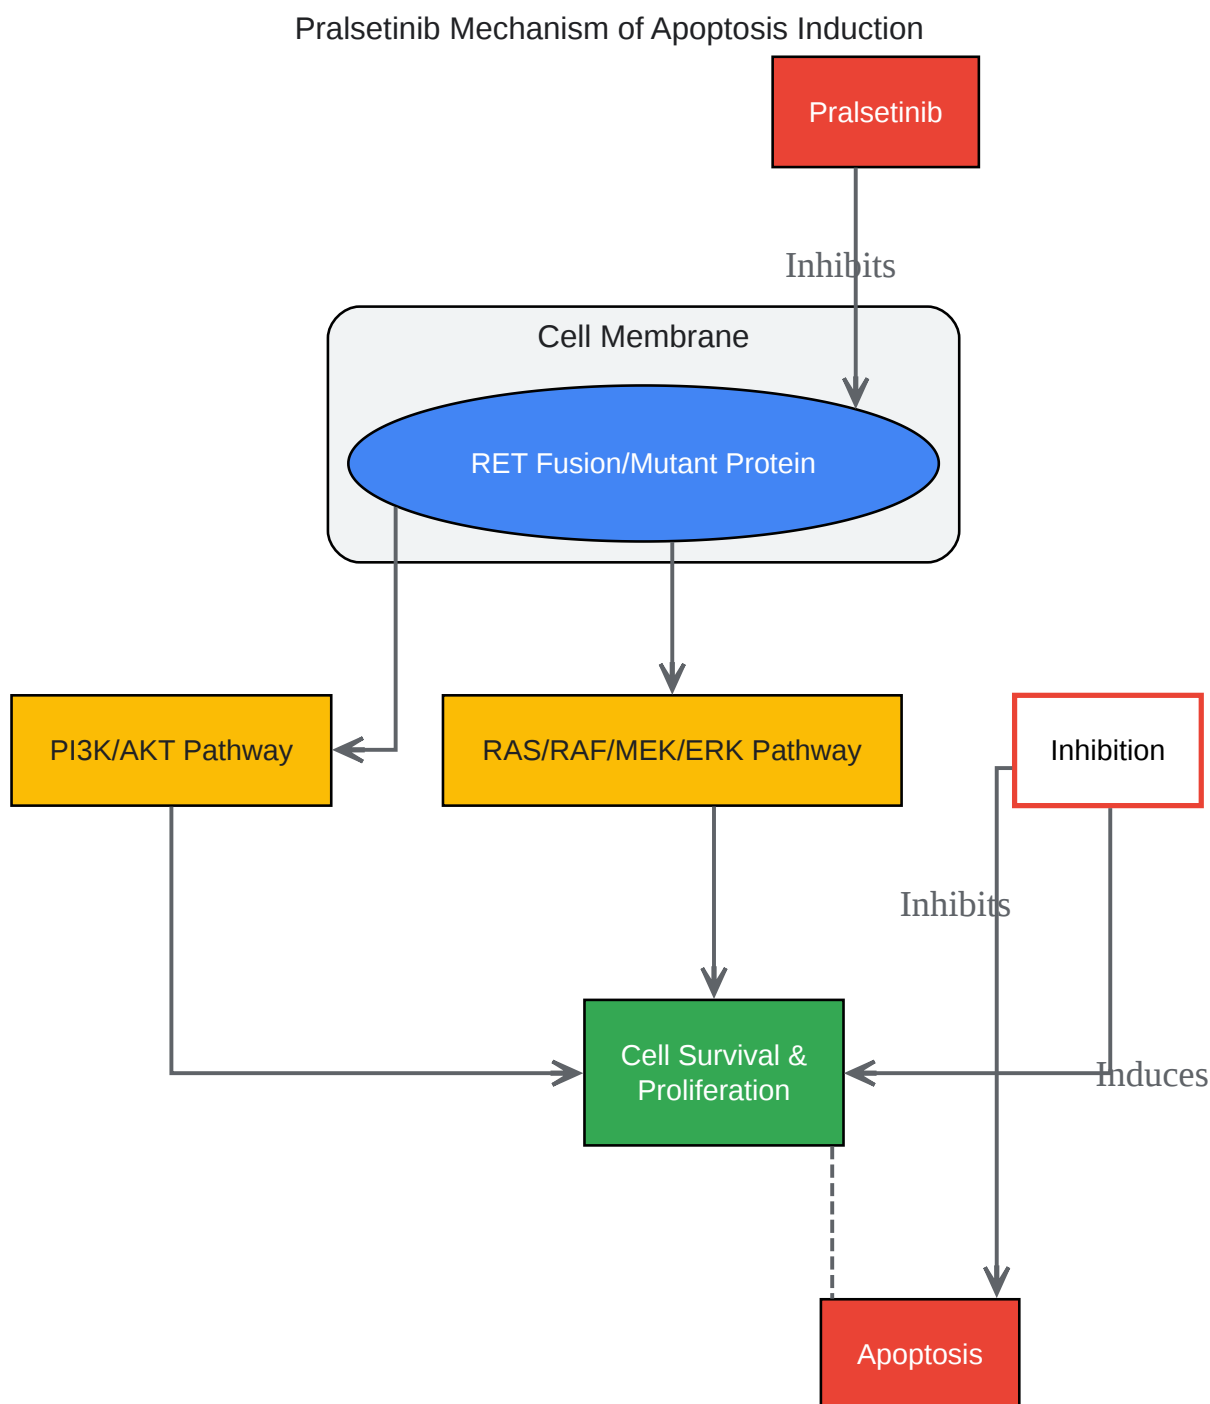 Pralsetinib Mechanism of Apoptosis Induction
Pralsetinib
Inhibits
Cell Membrane
RET Fusion/Mutant Protein
PI3K/AKT Pathway
RAS/RAF/MEK/ERK Pathway
Inhibition
Inhibits
Cell Survival &
Proliferation
Induces
Apoptosis